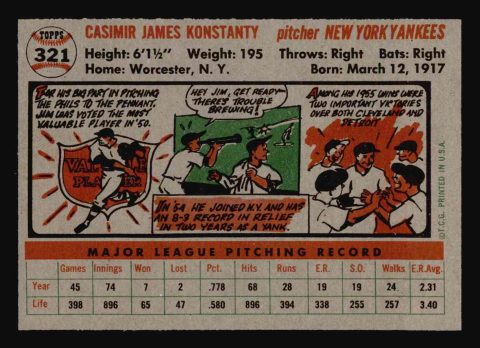 TOPPS
321
CASIMIR JAMES KONSTANTY
pitcher NEW YORK YANKEES
Height: 6'1½" Weight: 195 Throws: Right Bats: Right
Home: Worcester, N. Y. Born: March 12, 1917
FOR HIS BIG PART IN PITCHING
THE PHILS TO THE PENNANT,
JIM WAS VOTED THE MOST
VALUABLE PLAYER IN '50.
VALUABLE
PLAYER
HEY JIM, GET READY—
THERE'S TROUBLE
BREWING!
IN '54 HE JOINED N.Y. AND HAS
AN 8-3 RECORD IN RELIEF
IN TWO YEARS AS A YANK.
AMONG HIS 1955 WINS WERE
TWO IMPORTANT VICTORIES
OVER BOTH CLEVELAND AND
DETROIT
©T.C.G. PRINTED IN U.S.A.
MAJOR LEAGUE PITCHING RECORD
Games Innings Won Lost Pct. Hits Runs E.R. S.O. Walks E.R.Avg.
Year 45 74 7 2 .778 68 28 19 19 24 2.31
Life 398 896 65 47 .580 896 394 338 255 257 3.40